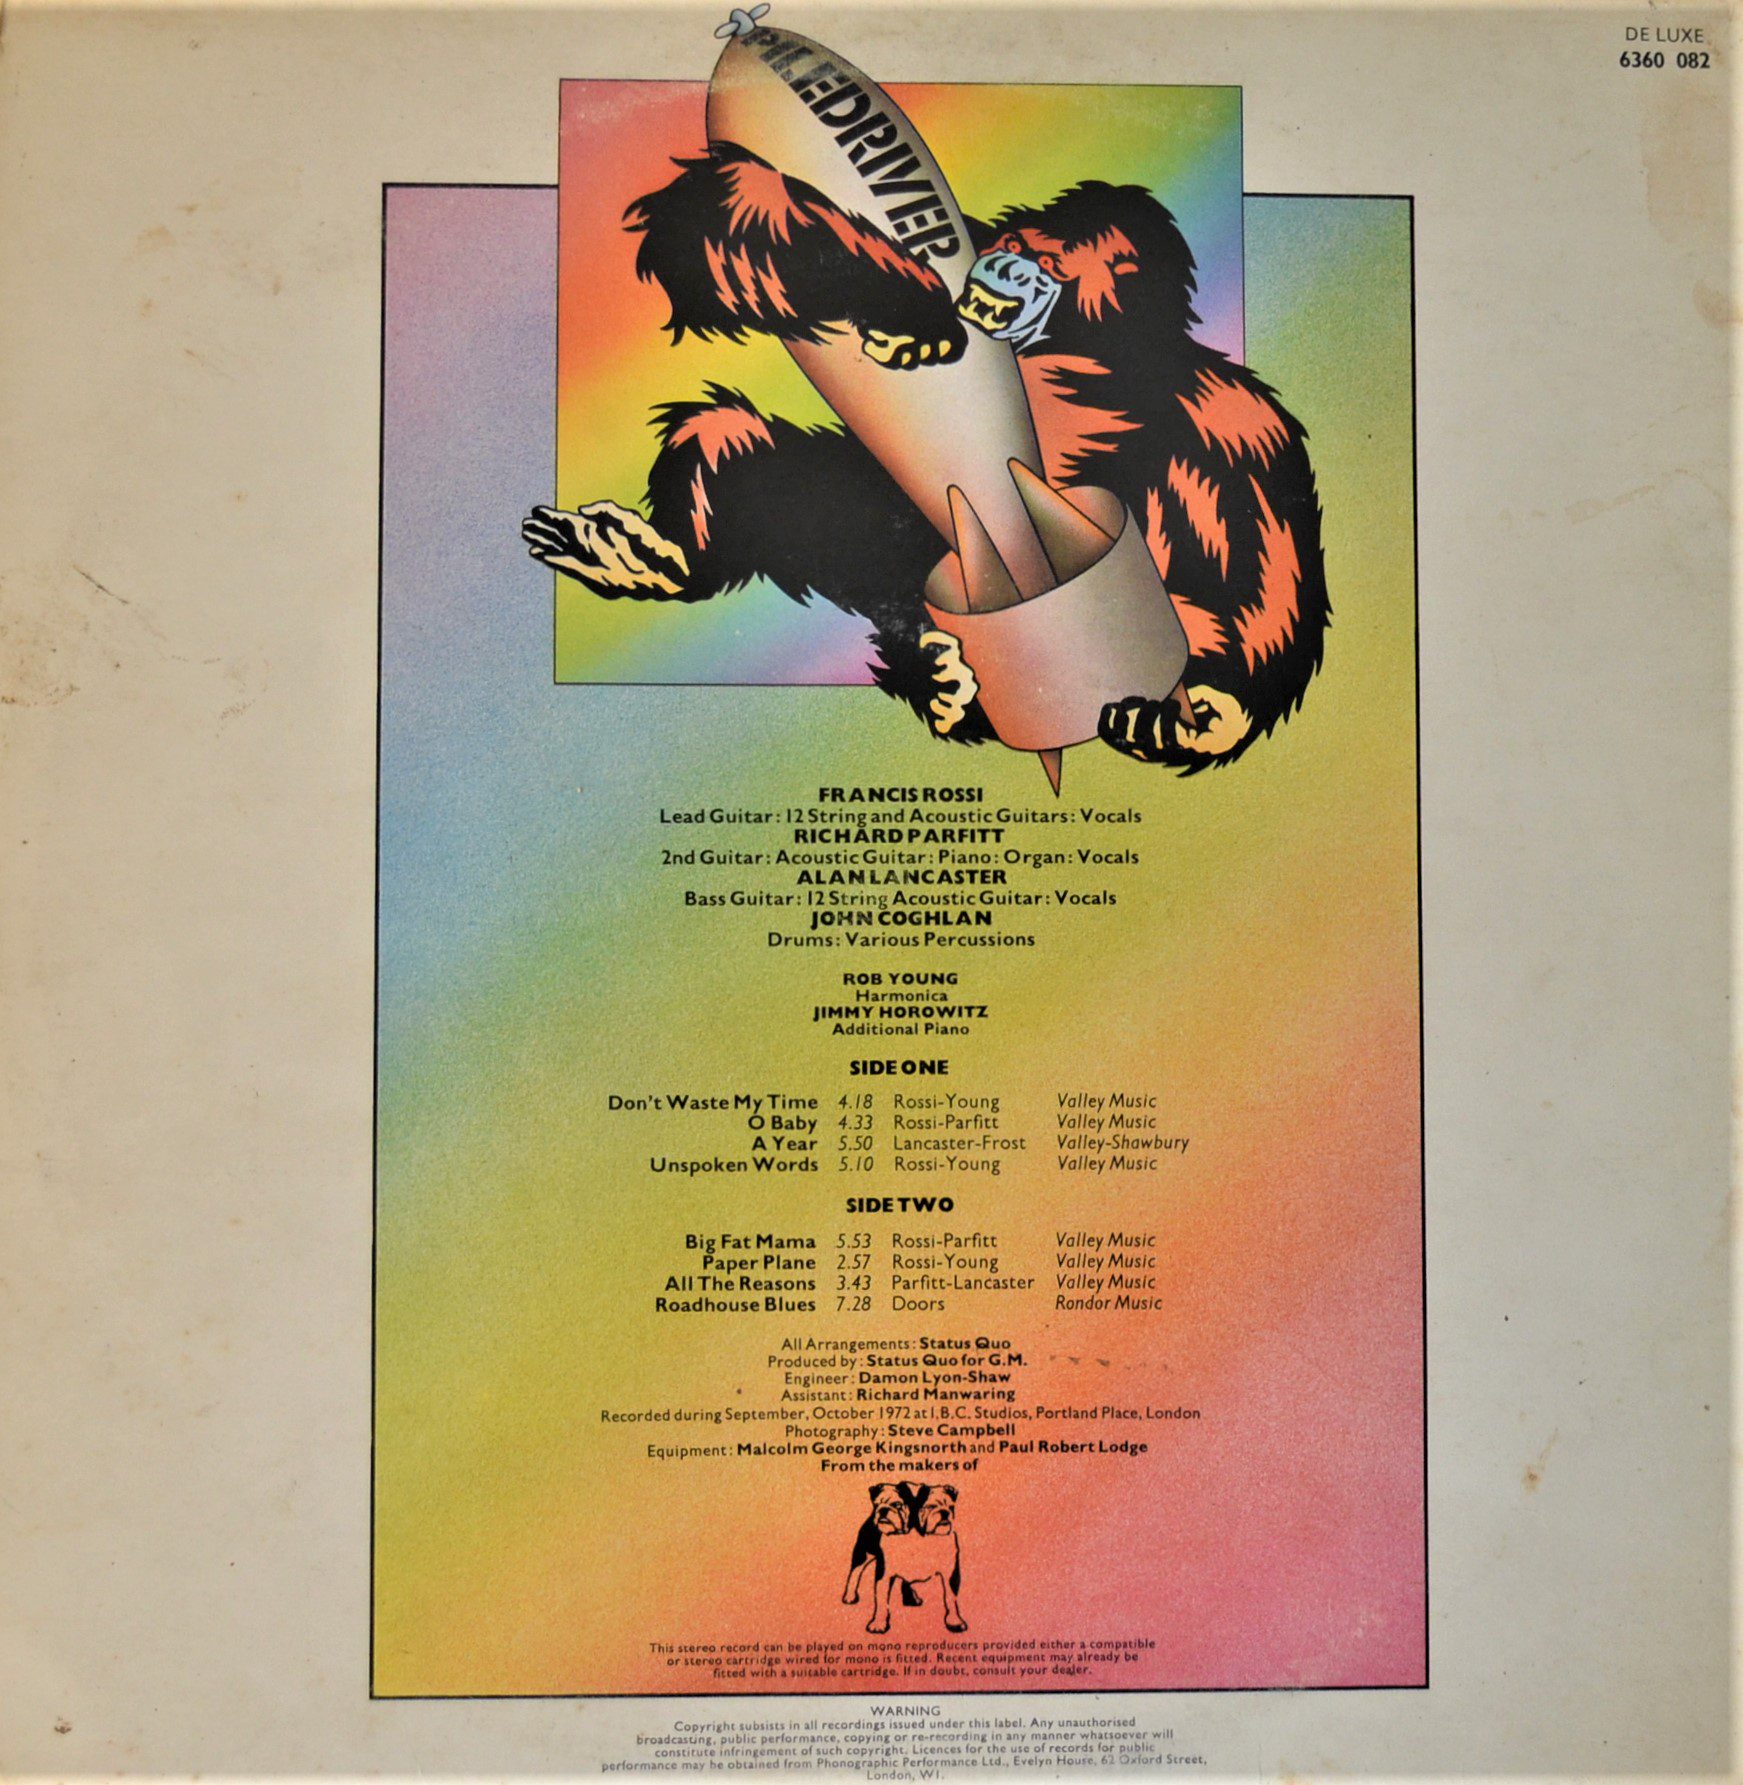 DE LUXE
6360 082
PILEDRIVER
FRANCIS ROSSI
Lead Guitar: 12 String and Acoustic Guitars: Vocals
RICHARD PARFITT
2nd Guitar: Acoustic Guitar: Piano: Organ: Vocals
ALAN LANCASTER
Bass Guitar: 12 String Acoustic Guitar: Vocals
JOHN COGHLAN
Drums: Various Percussions
ROB YOUNG
Harmonica
JIMMY HOROWITZ
Additional Piano
SIDE ONE
Don't Waste My Time 4.18 Rossi-Young Valley Music
O Baby 4.33 Rossi-Parfitt Valley Music
A Year 5.50 Lancaster-Frost Valley-Shawbury
Unspoken Words 5.10 Rossi-Young Valley Music
SIDE TWO
Big Fat Mama 5.53 Rossi-Parfitt Valley Music
Paper Plane 2.57 Rossi-Young Valley Music
All The Reasons 3.43 Parfitt-Lancaster Valley Music
Roadhouse Blues 7.28 Doors Rondor Music
All Arrangements: Status Quo
Produced by: Status Quo for G.M.
Engineer: Damon Lyon-Shaw
Assistant: Richard Manwaring
Recorded during September, October 1972 at I.B.C. Studios, Portland Place, London
Photography: Steve Campbell
Equipment: Malcolm George Kingsnorth and Paul Robert Lodge
From the makers of
This stereo record can be played on mono reproducers provided either a compatible
or stereo cartridge wired for mono is fitted. Recent equipment may already be
fitted with a suitable cartridge. If in doubt, consult your dealer.
WARNING
Copyright subsists in all recordings issued under this label. Any unauthorised
broadcasting, public performance, copying or re-recording in any manner whatsoever will
constitute infringement of such copyright. Licences for the use of records for public
performance may be obtained from Phonographic Performance Ltd., Evelyn House, 62 Oxford Street,
London, W1.